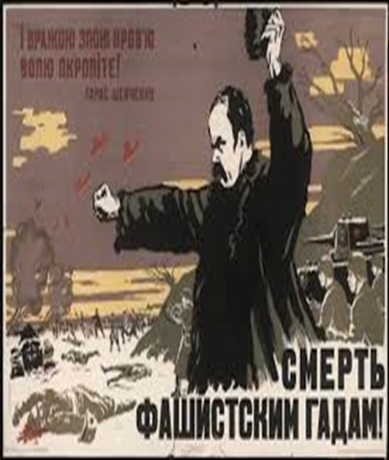 І ВРАЖОЮ ЗЛОЮ КРОВ'Ю
ВОЛЮ ОКРОПІТЕ!
ТАРАС ШЕВЧЕНКО
СМЕРТЬ
ФАШИСТСКИМ ГАДАМ!